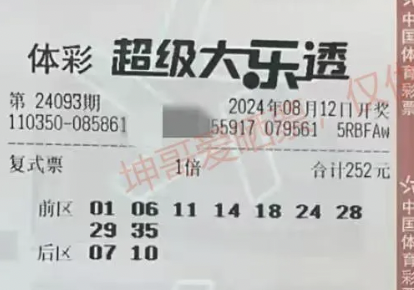 体彩 超级大乐透
第 24093期 2024年08月12日开奖
110350-085861 55917 079561 5RBFAw
复式票 1倍 合计252元
前区 01 06 11 14 18 24 28
29 35
后区 07 10
坤哥爱晒票，仅供
中国体育彩票
中国体育彩